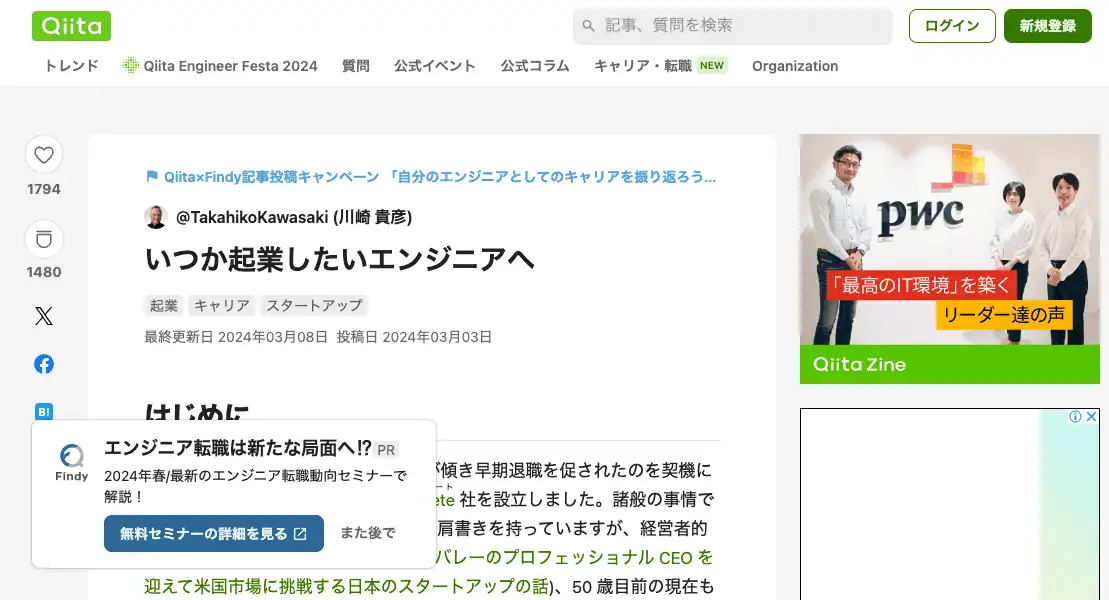 Qiita
記事、質問を検索
ログイン
新規登録
トレンド
Qiita Engineer Festa 2024
質問
公式イベント
公式コラム
キャリア・転職 NEW
Organization
1794
1480
B!
Qiita×Findy記事投稿キャンペーン 「自分のエンジニアとしてのキャリアを振り返ろう...
@TakahikoKawasaki (川崎 貴彦)
いつか起業したいエンジニアへ
起業
キャリア
スタートアップ
最終更新日 2024年03月08日 投稿日 2024年03月03日
はじめに
が傾き早期退職を促されたのを契機に
ート
ete 社を設立しました。諸般の事情で
肩書きを持っていますが、経営者的
バレーのプロフェッショナル CEO を
迎えて米国市場に挑戦する日本のスタートアップの話)、50 歳目前の現在も
Findy
エンジニア転職は新たな局面へ!? PR
2024年春/最新のエンジニア転職動向セミナーで
解説！
無料セミナーの詳細を見る
また後で
pwc
「最高のIT環境」を築く
リーダー達の声
Qiita Zine